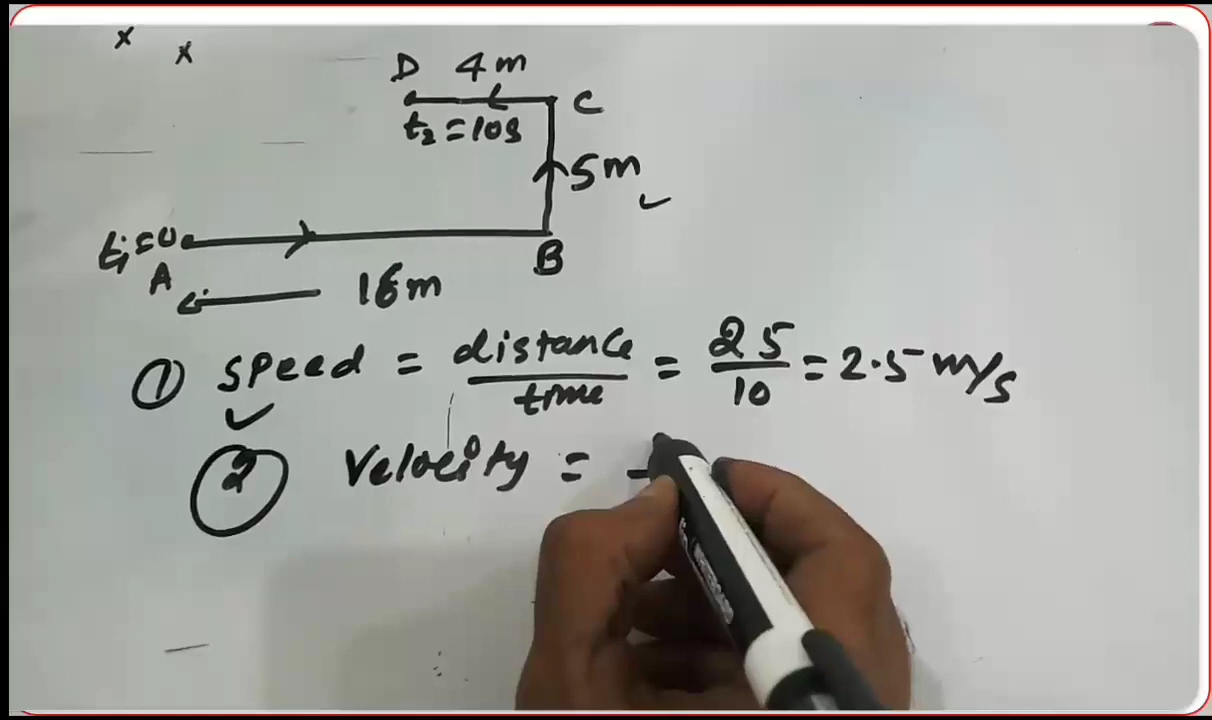 x x
D 4m
C
t₂ = 10s
5m
t₁ = 0
A
B
16m
① speed = distance/time = 25/10 = 2.5 m/s
② Velocity =